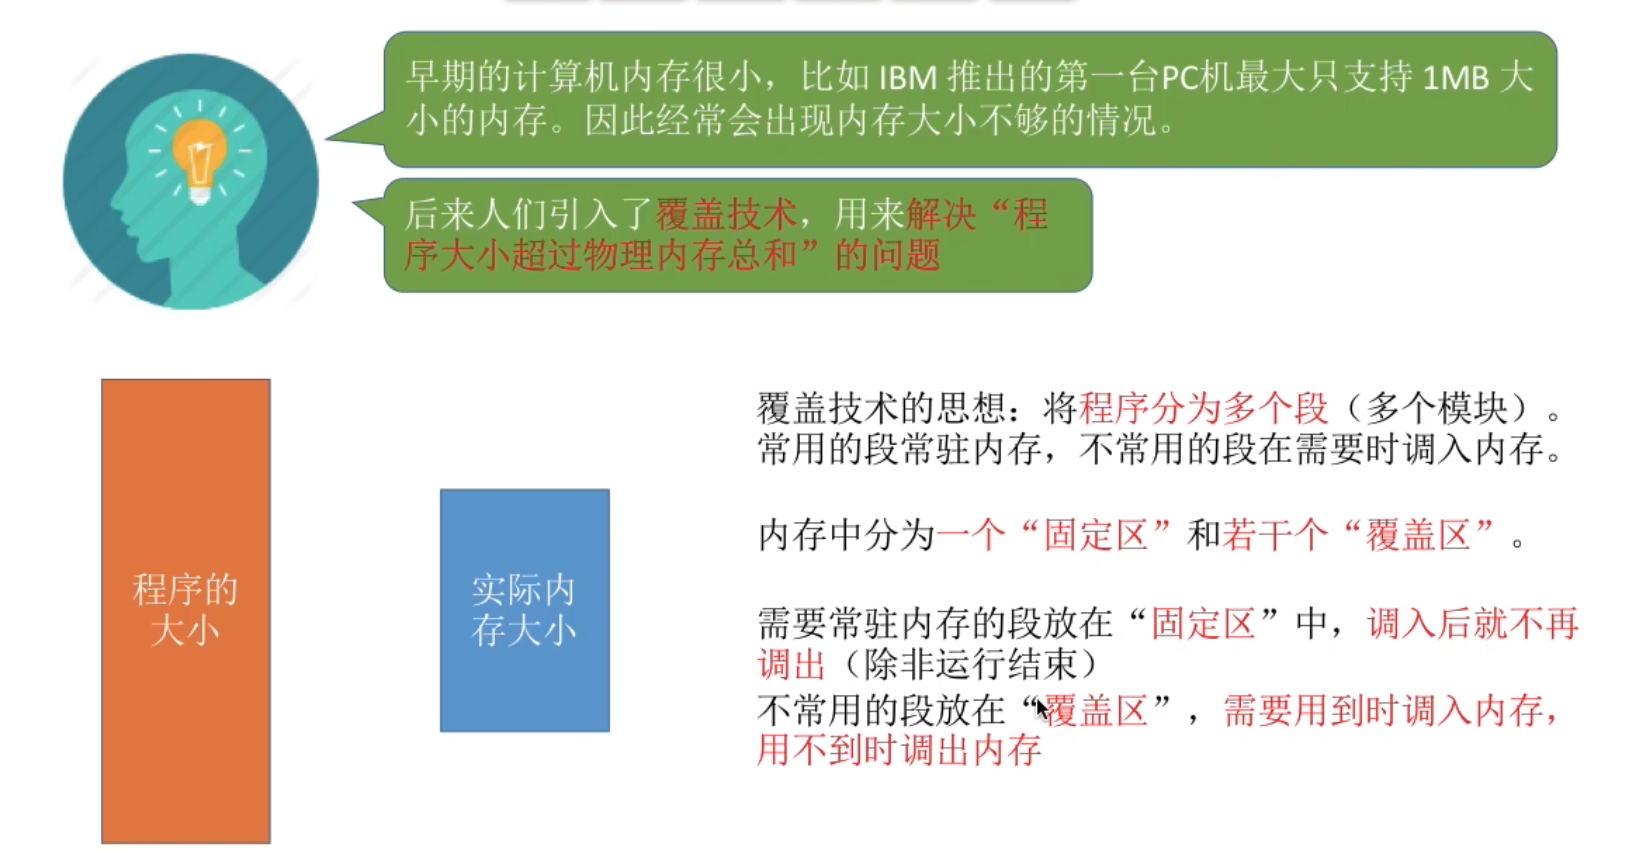 早期的计算机内存很小，比如 IBM 推出的第一台PC机最大只支持 1MB 大
小的内存。因此经常会出现内存大小不够的情况。
后来人们引入了覆盖技术，用来解决“程
序大小超过物理内存总和”的问题
程序的
大小
实际内
存大小
覆盖技术的思想：将程序分为多个段（多个模块）。
常用的段常驻内存，不常用的段在需要时调入内存。
内存中分为一个“固定区”和若干个“覆盖区”。
需要常驻内存的段放在“固定区”中，调入后就不再
调出（除非运行结束）
不常用的段放在“覆盖区”，需要用到时调入内存，
用不到时调出内存